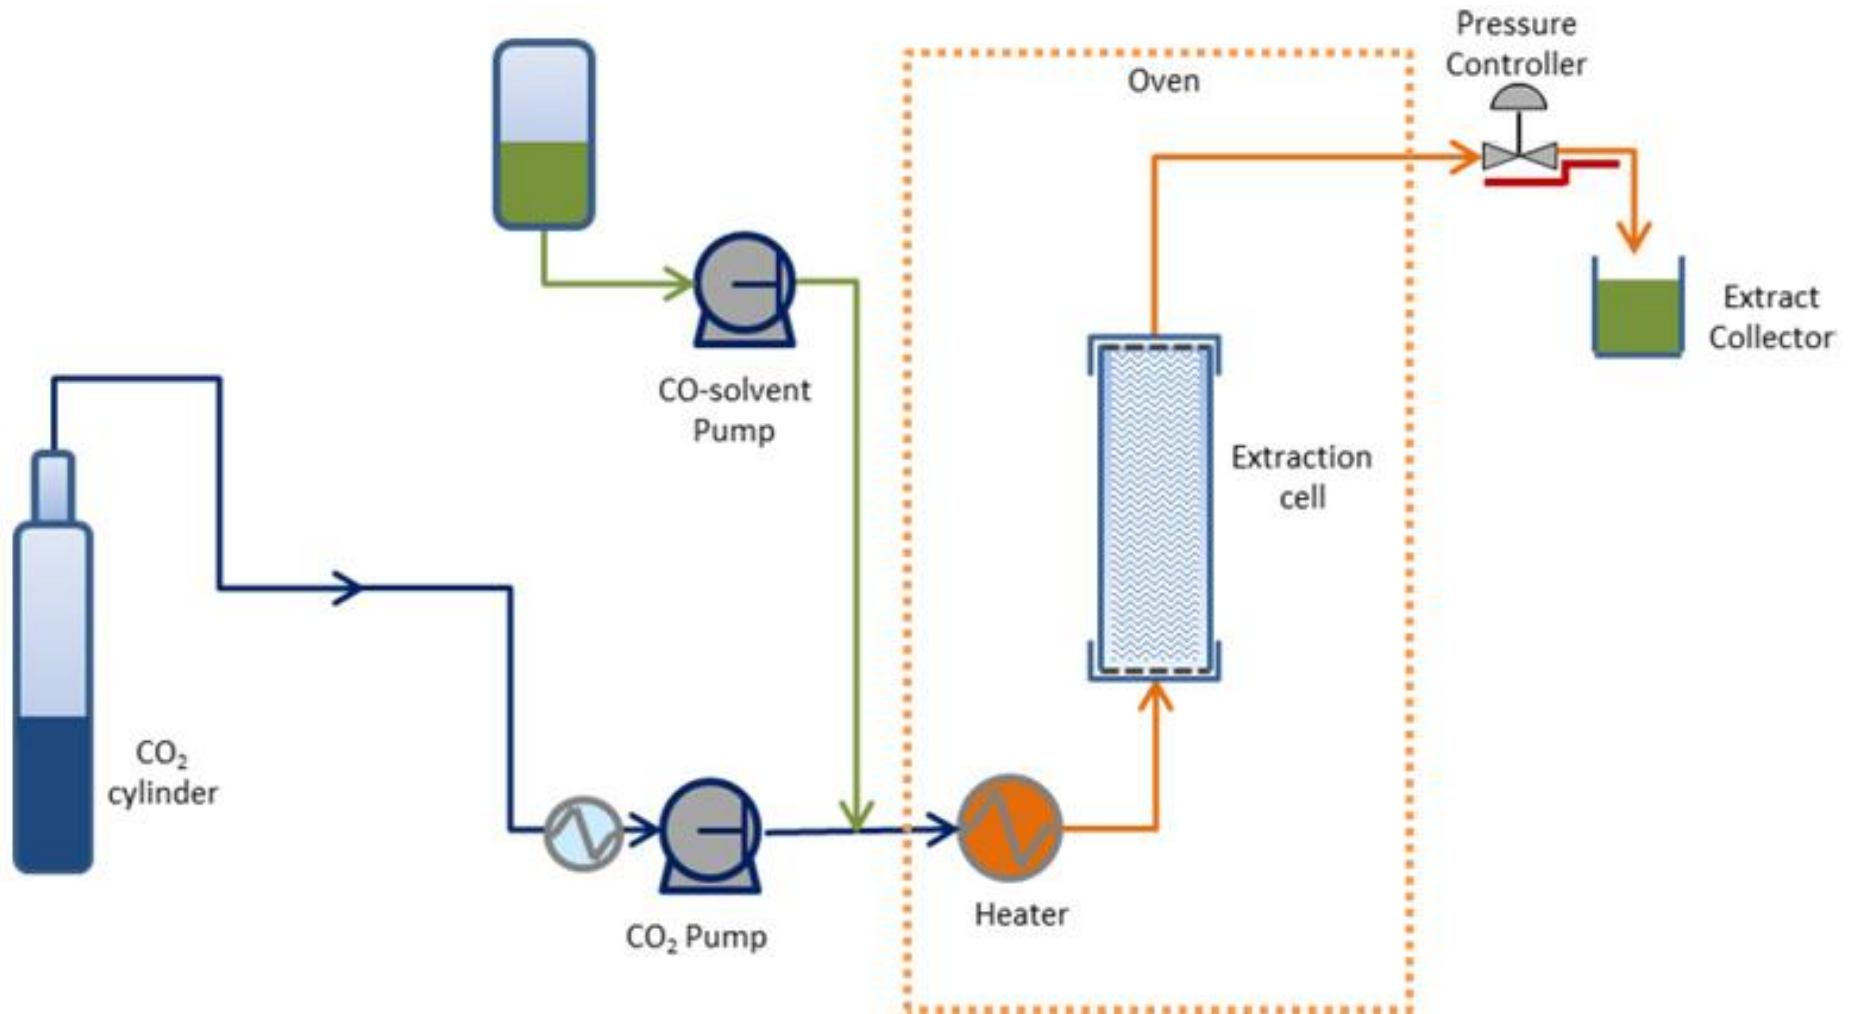 Pressure
Controller
Oven
Extract
Collector
CO-solvent
Pump
Extraction
cell
CO₂
cylinder
Heater
CO₂ Pump